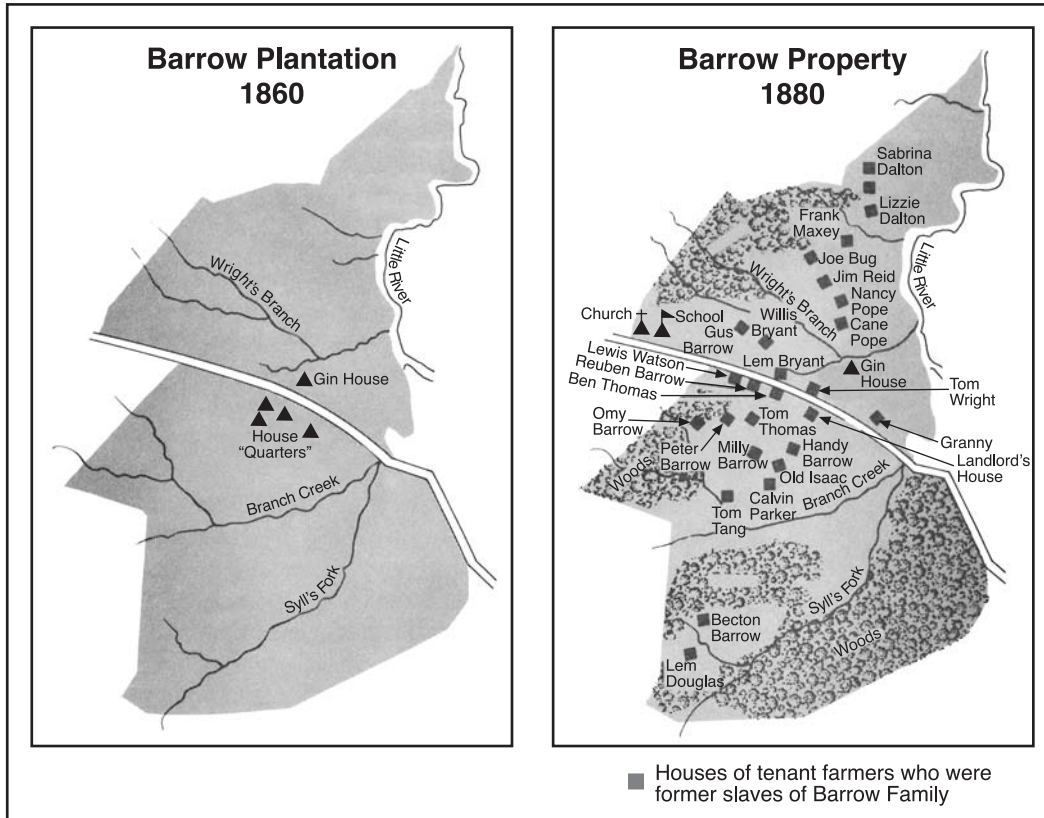 Barrow Plantation
1860
Wright's Branch
Little River
Gin House
House
"Quarters"
Branch Creek
Syll's Fork
Barrow Property
1880
Sabrina
Dalton
Lizzie
Dalton
Frank
Maxey
Little River
Joe Bug
Jim Reid
Wright's Branch
Nancy
Pope
Cane
Pope
Church
School
Willis
Bryant
Gus
Barrow
Lewis Watson
Reuben Barrow
Ben Thomas
Lem Bryant
Gin
House
Tom
Wright
Omy
Barrow
Peter
Barrow
Tom
Thomas
Granny
Landlord's
House
Woods
Milly
Barrow
Handy
Barrow
Old Isaac
Calvin
Parker
Branch Creek
Tom
Tang
Syll's Fork
Becton
Barrow
Woods
Lem
Douglas
Houses of tenant farmers who were
former slaves of Barrow Family